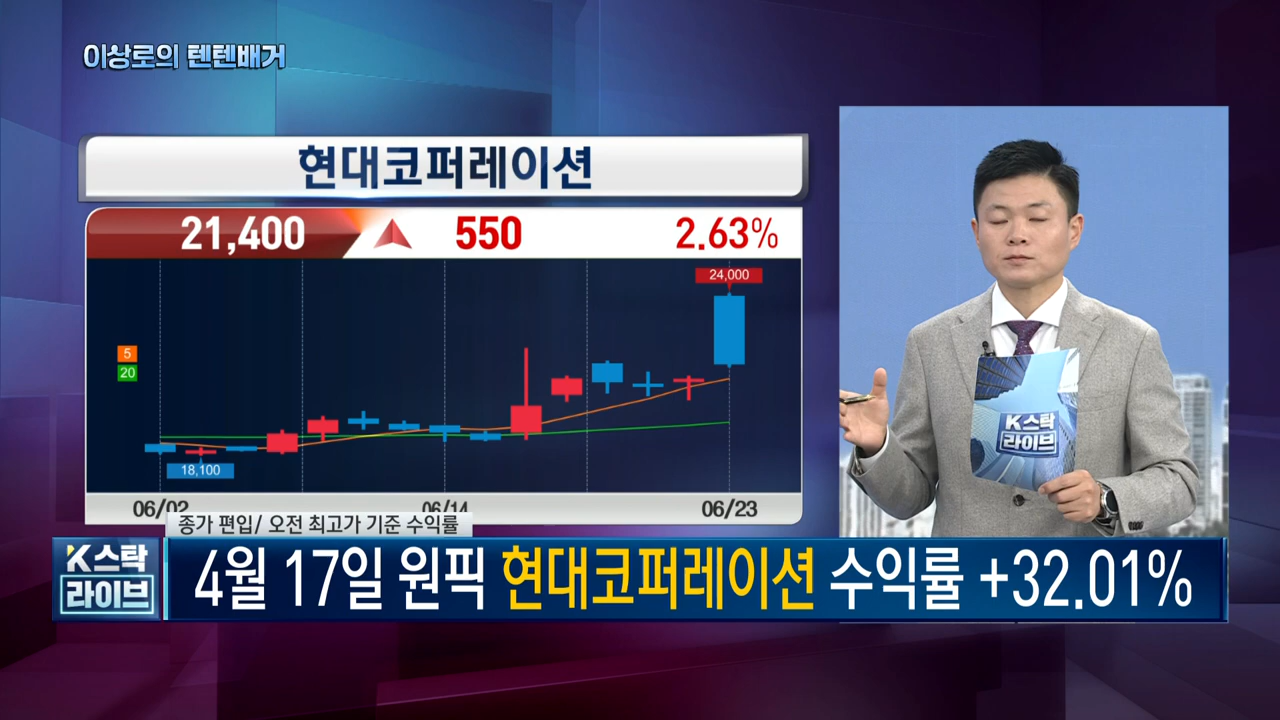 이상로의 텐텐배거
현대코퍼레이션
21,400 550 2.63%
24,000
5
20
18,100
06/02 06/14 06/23
K스탁
라이브
종가 편입/ 오전 최고가 기준 수익률
K스탁
라이브
4월 17일 원픽 현대코퍼레이션 수익률 +32.01%